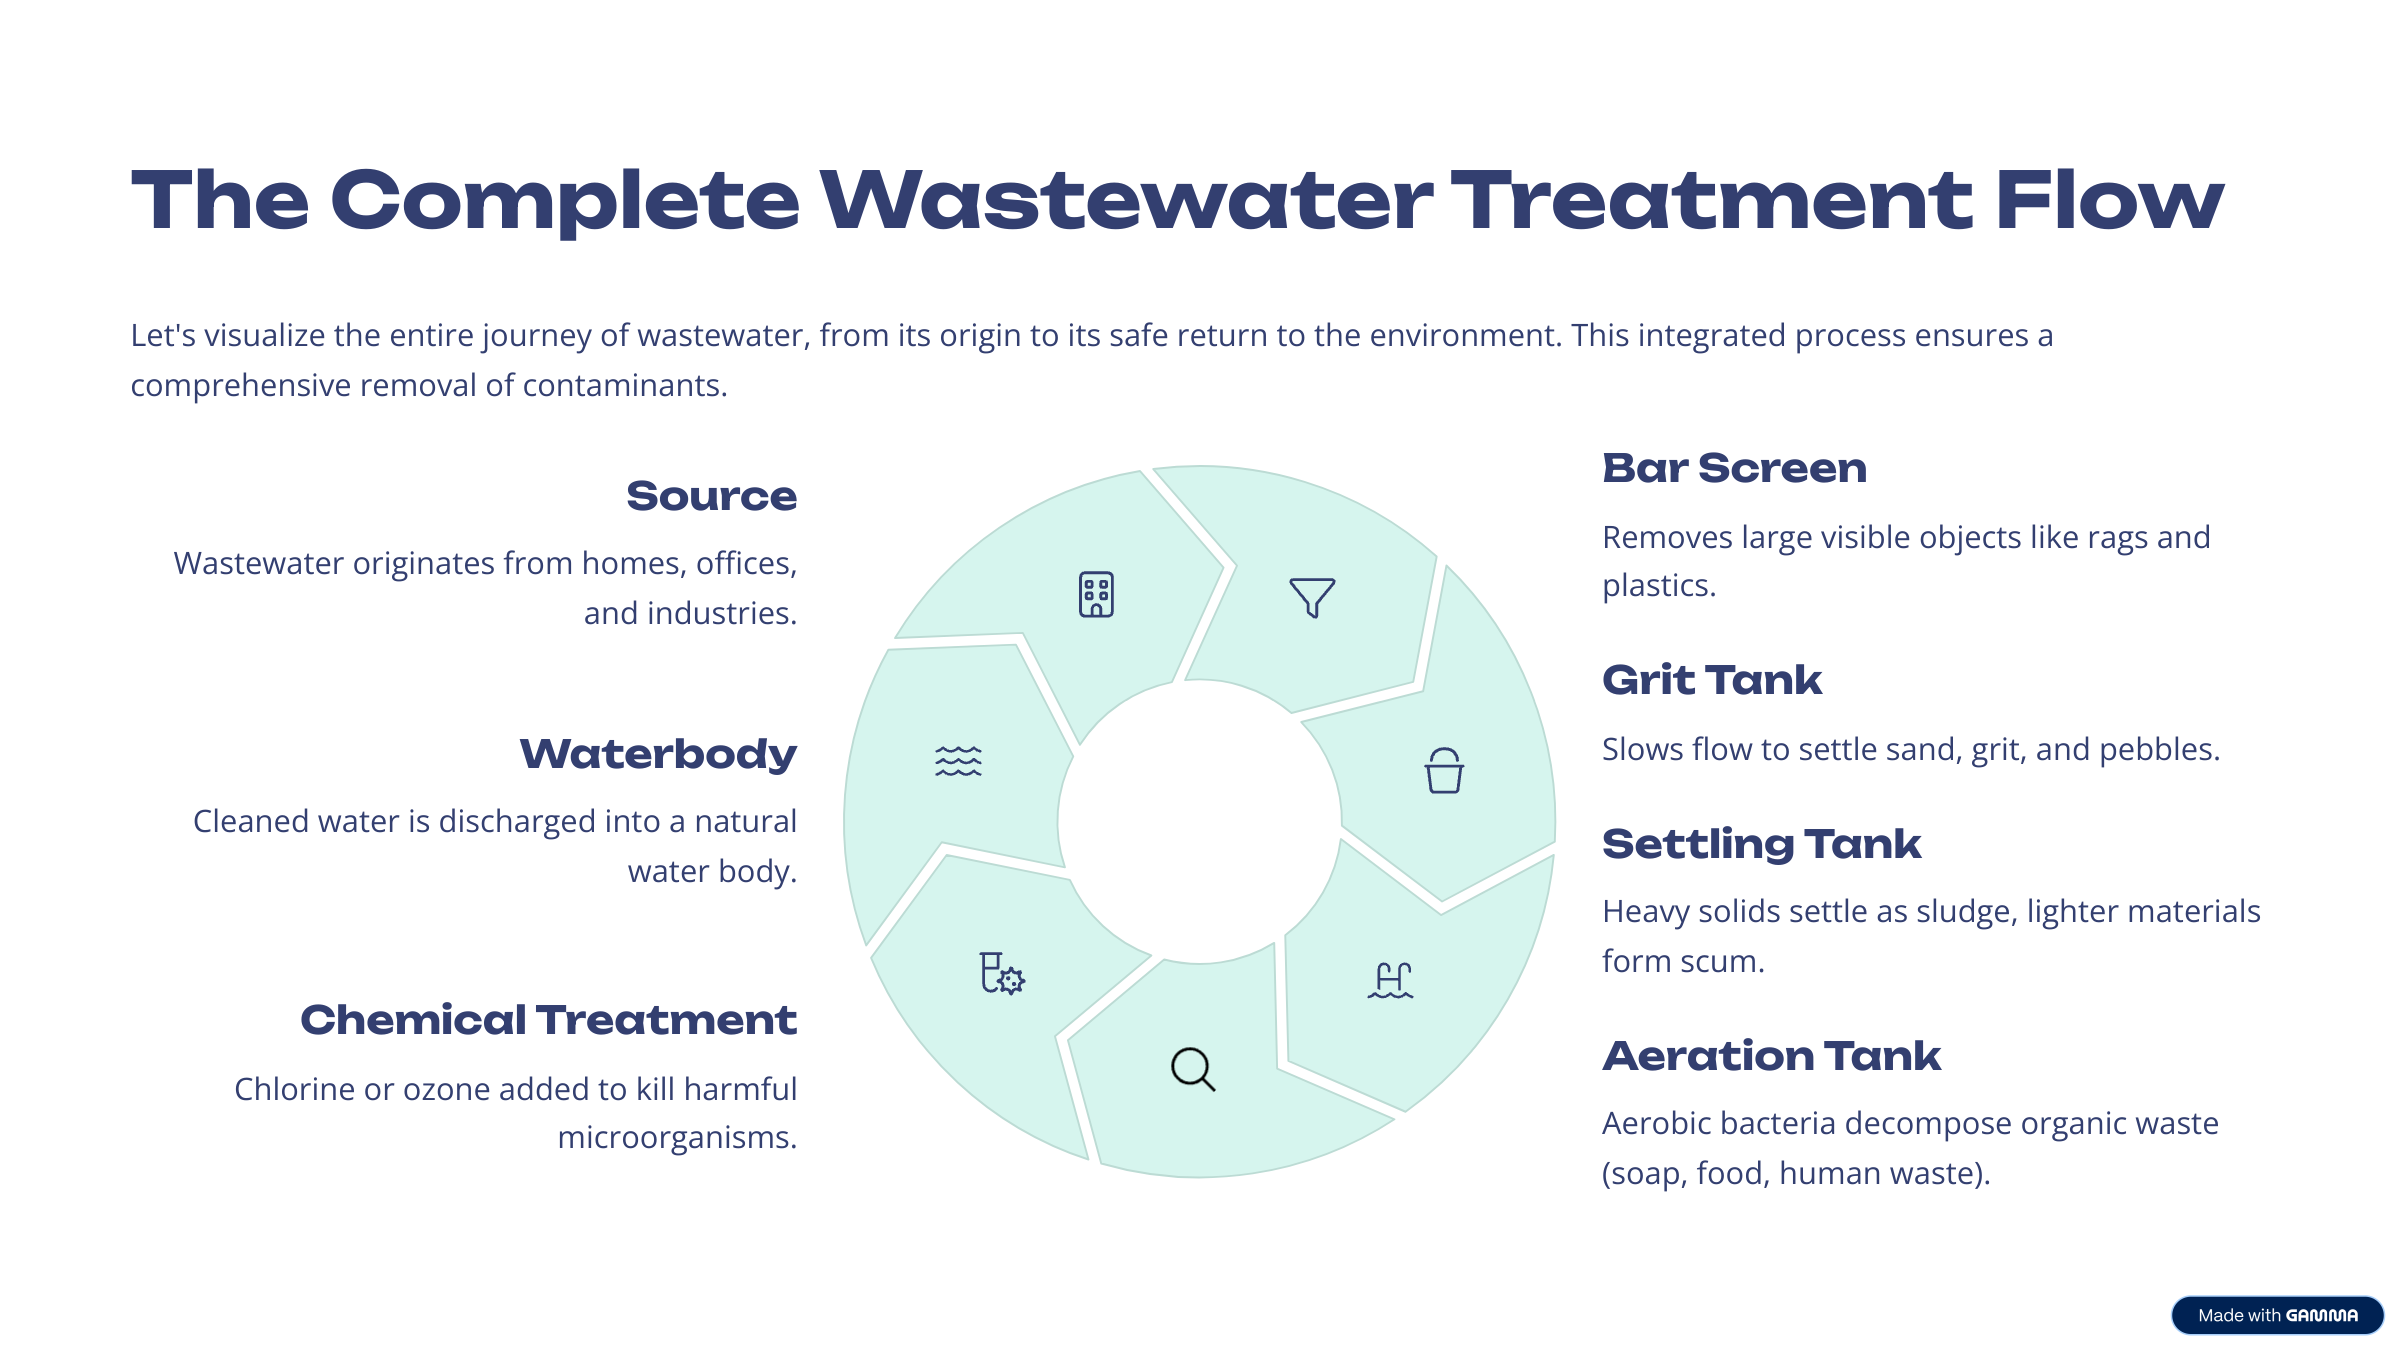 The Complete Wastewater Treatment Flow
Let's visualize the entire journey of wastewater, from its origin to its safe return to the environment. This integrated process ensures a
comprehensive removal of contaminants.
Source
Wastewater originates from homes, offices,
and industries.
Waterbody
Cleaned water is discharged into a natural
water body.
Chemical Treatment
Chlorine or ozone added to kill harmful
microorganisms.
Bar Screen
Removes large visible objects like rags and
plastics.
Grit Tank
Slows flow to settle sand, grit, and pebbles.
Settling Tank
Heavy solids settle as sludge, lighter materials
form scum.
Aeration Tank
Aerobic bacteria decompose organic waste
(soap, food, human waste).
Made with GAMMA